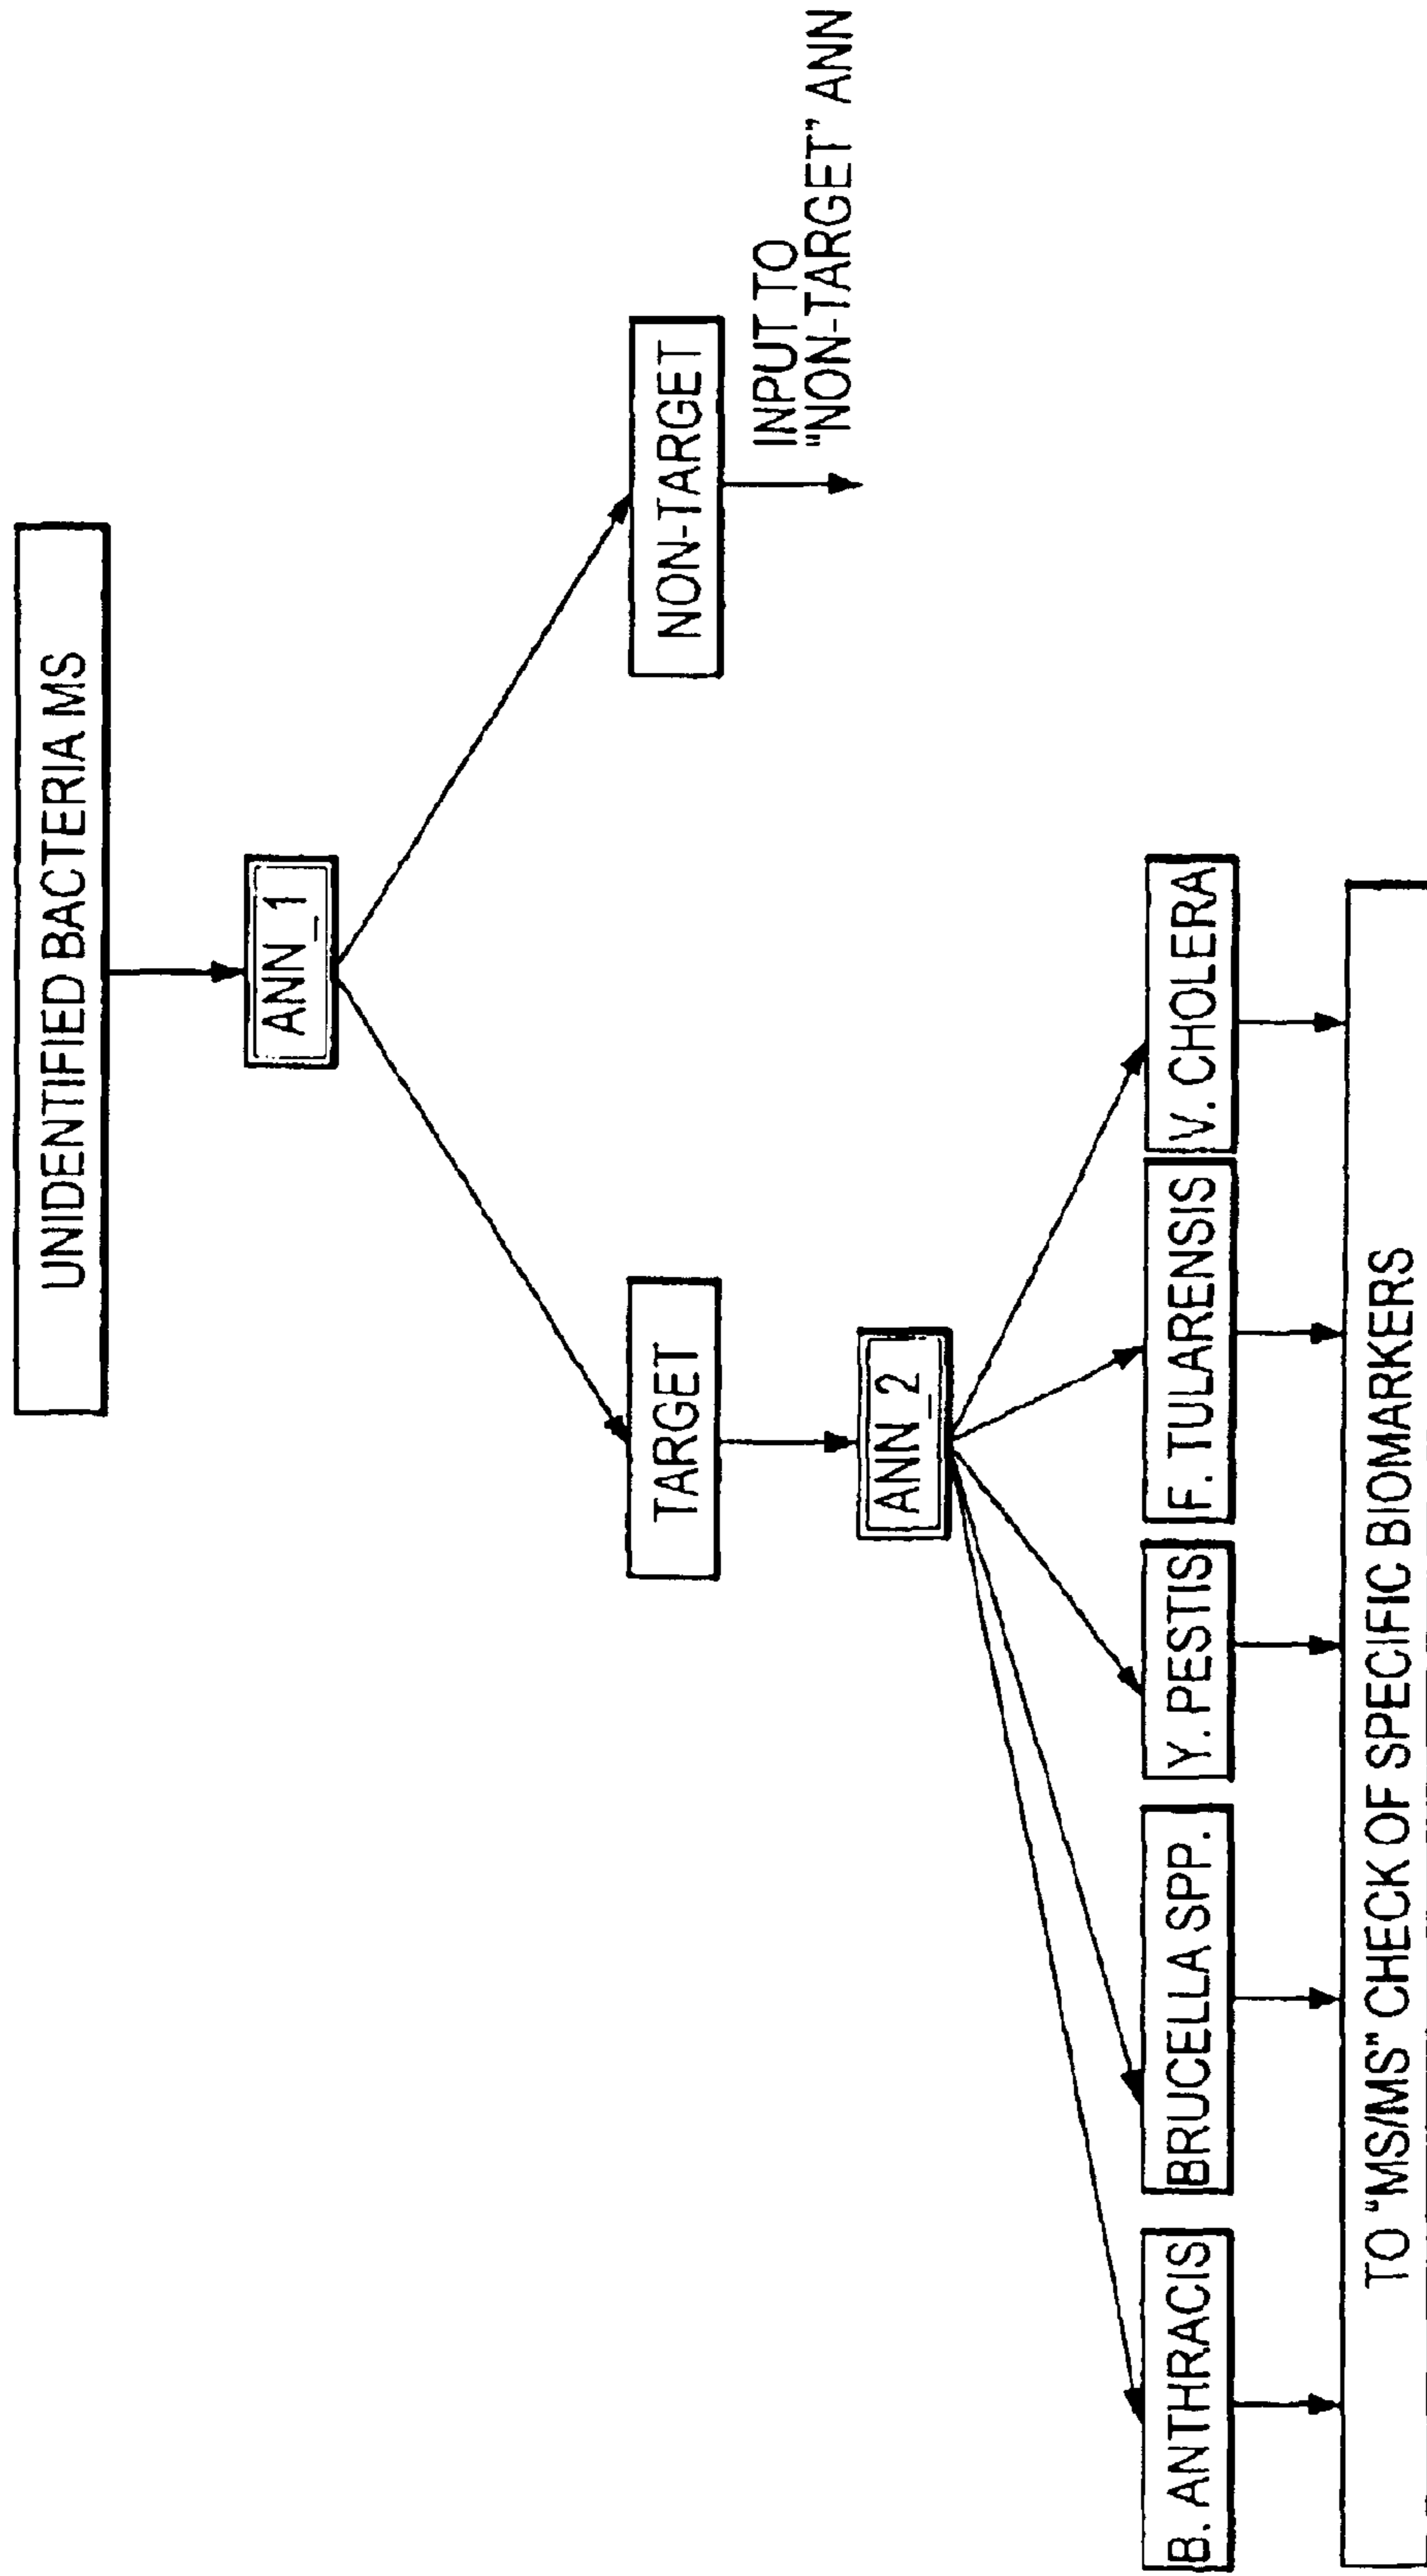 UNIDENTIFIED BACTERIA MS
ANN_1
TARGET
NON-TARGET
INPUT TO
"NON-TARGET" ANN
ANN_2
B. ANTHRACIS
BRUCELLA SPP.
Y. PESTIS
F. TULARENSIS
V. CHOLERA
TO "MS/MS" CHECK OF SPECIFIC BIOMARKERS